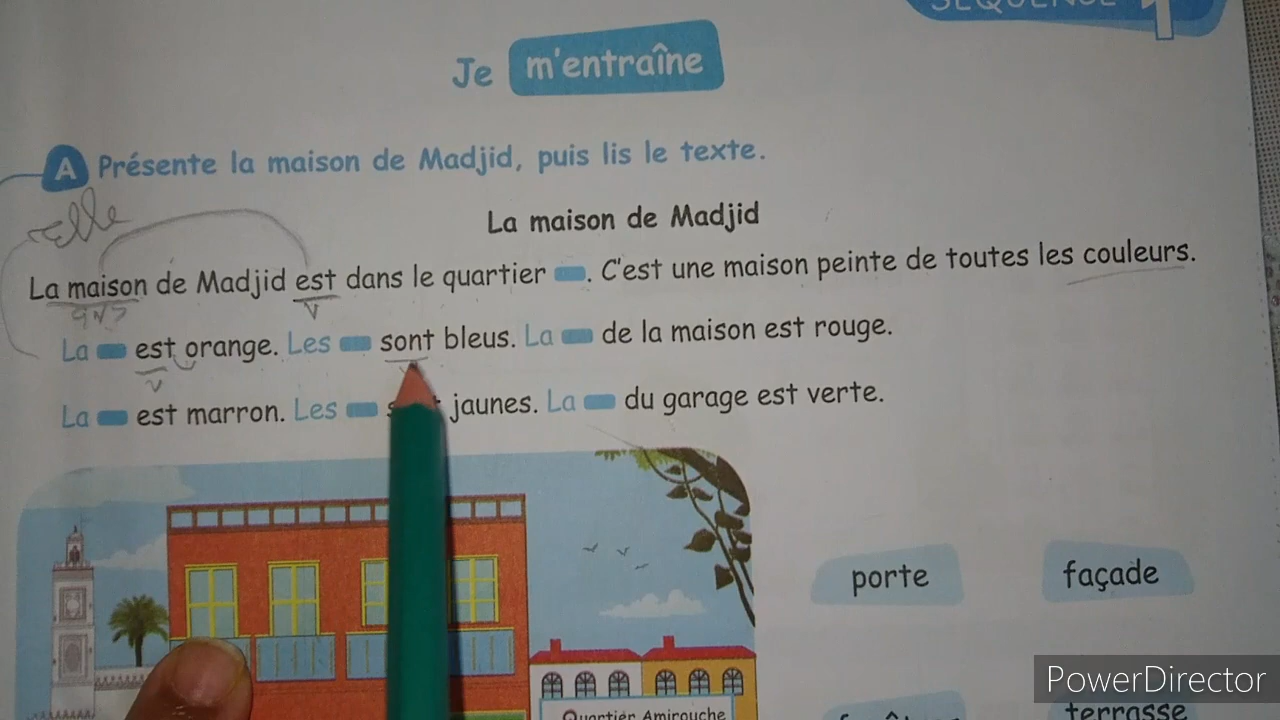 SÉQUENCE 1
Je m'entraîne
A Présente la maison de Madjid, puis lis le texte.
La maison de Madjid
Elle
La maison de Madjid est dans le quartier . C'est une maison peinte de toutes les couleurs.
V
La est orange. Les sont bleus. La de la maison est rouge.
V
La est marron. Les jaunes. La du garage est verte.
porte
façade
terrasse
Quartier Amirouche
PowerDirector